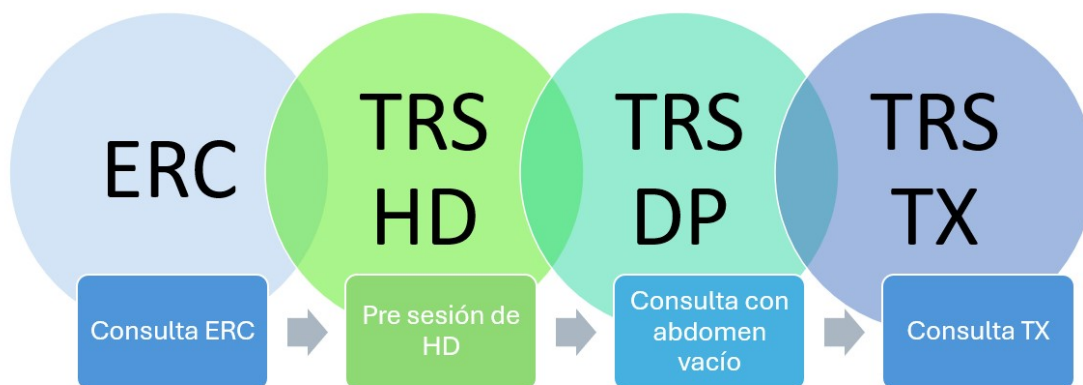 ERC
TRS
HD
TRS
DP
TRS
TX
Consulta ERC
Pre sesión de
HD
Consulta con
abdomen
vacío
Consulta TX